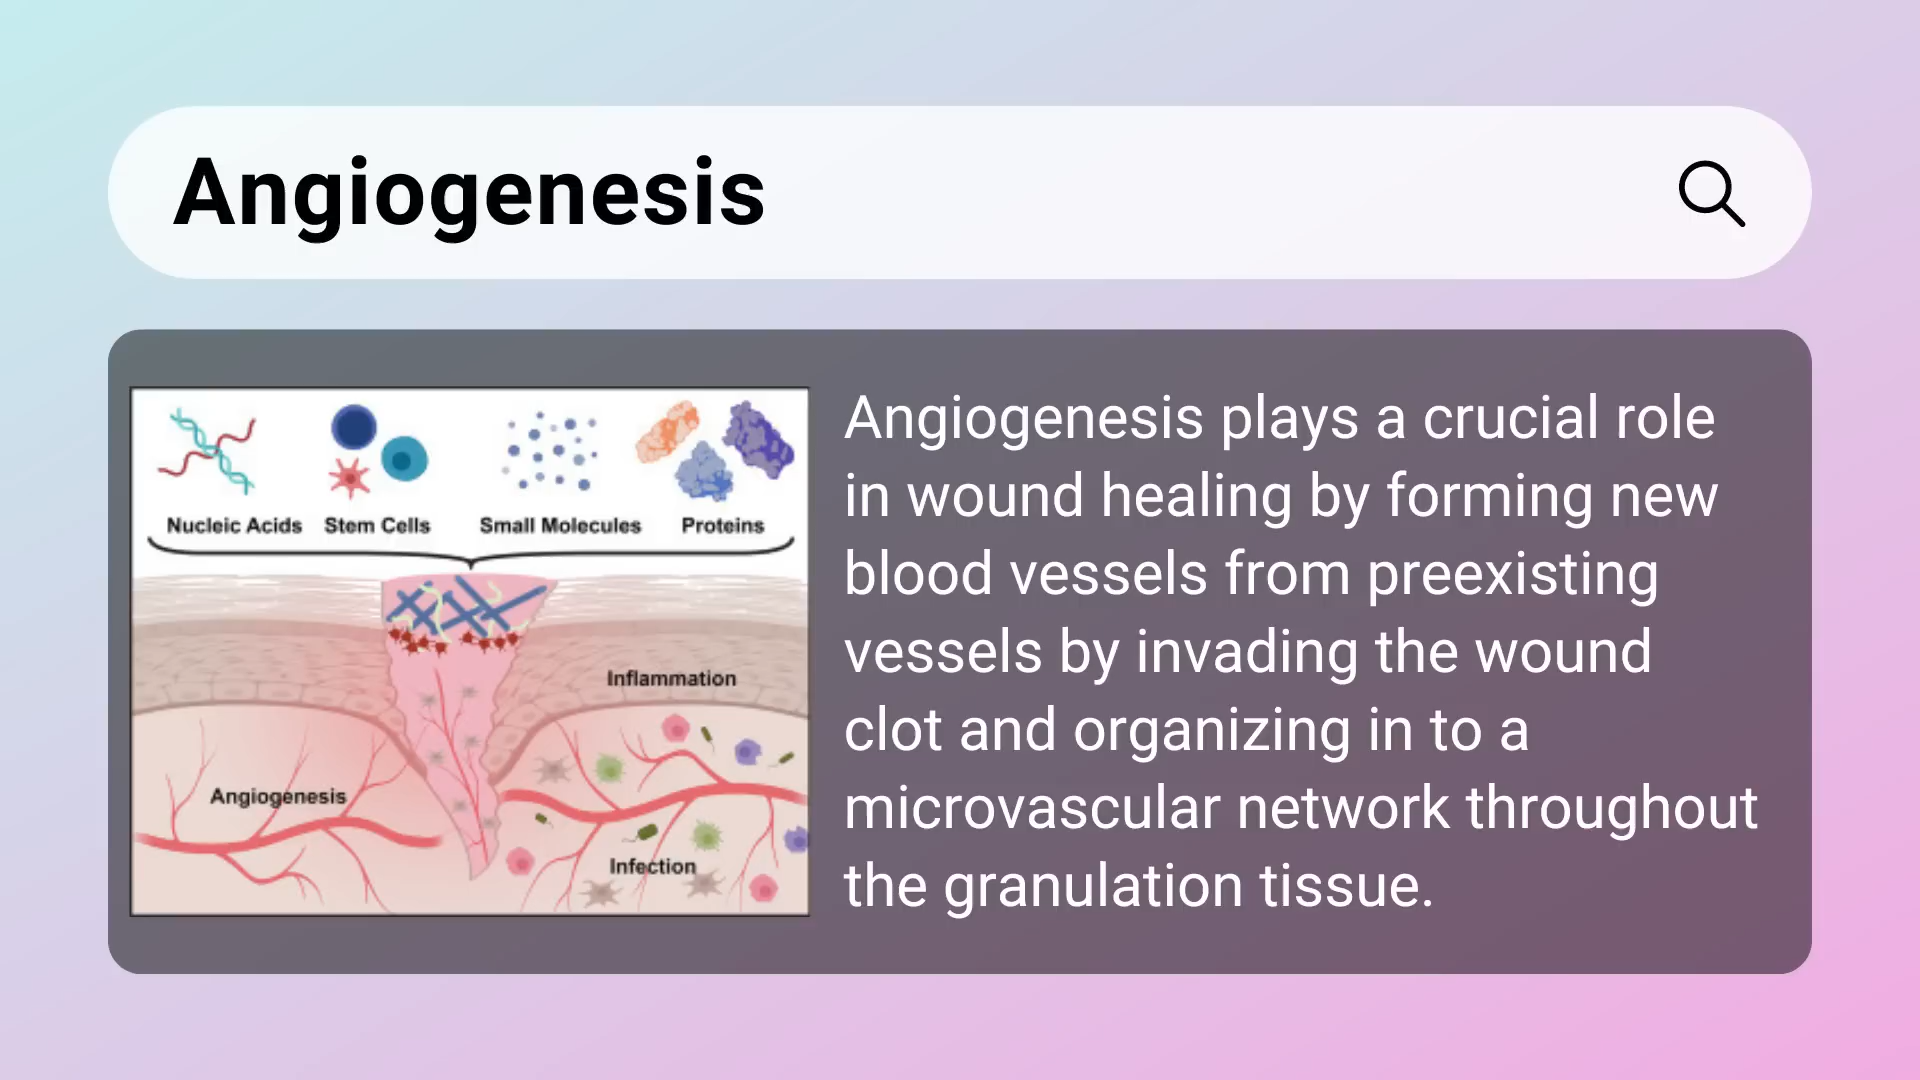 Angiogenesis
Nucleic Acids Stem Cells Small Molecules Proteins
Inflammation
Angiogenesis
Infection
Angiogenesis plays a crucial role
in wound healing by forming new
blood vessels from preexisting
vessels by invading the wound
clot and organizing in to a
microvascular network throughout
the granulation tissue.